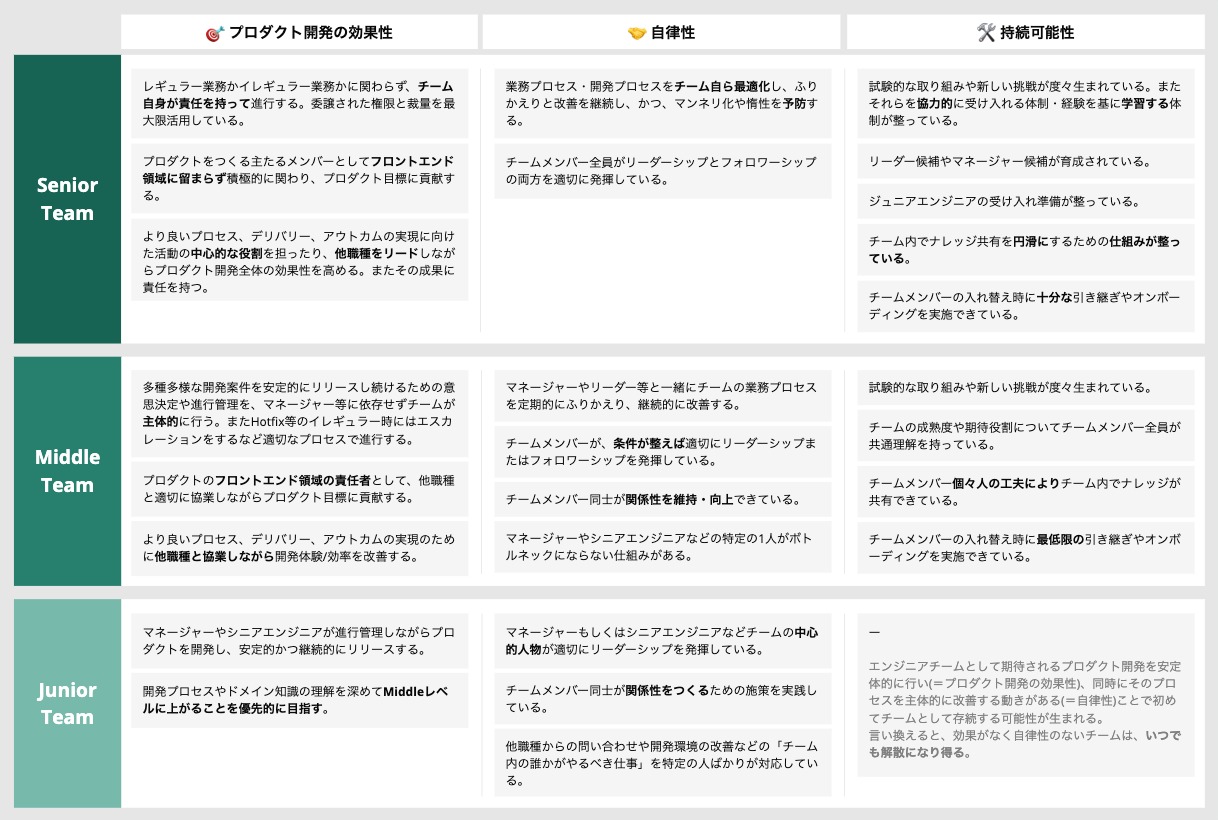 🎯 プロダクト開発の効果性
🤝 自律性
🛠 持続可能性
Senior
Team
レギュラー業務かイレギュラー業務かに関わらず、チーム
自身が責任を持って進行する。委譲された権限と裁量を最
大限活用している。
プロダクトをつくる主たるメンバーとしてフロントエンド
領域に留まらず積極的に関わり、プロダクト目標に貢献す
る。
より良いプロセス、デリバリー、アウトカムの実現に向け
た活動の中心的な役割を担ったり、他職種をリードしなが
らプロダクト開発全体の効果性を高める。またその成果に
責任を持つ。
業務プロセス・開発プロセスをチーム自ら最適化し、ふり
かえりと改善を継続し、かつ、マンネリ化や惰性を予防す
る。
チームメンバー全員がリーダーシップとフォロワーシップ
の両方を適切に発揮している。
試験的な取り組みや新しい挑戦が度々生まれている。また
それらを協力的に受け入れる体制・経験を基に学習する体
制が整っている。
リーダー候補やマネージャー候補が育成されている。
ジュニアエンジニアの受け入れ準備が整っている。
チーム内でナレッジ共有を円滑にするための仕組みが整っ
ている。
チームメンバーの入れ替え時に十分な引き継ぎやオンボー
ディングを実施できている。
Middle
Team
多種多様な開発案件を安定的にリリースし続けるための意
思決定や進行管理を、マネージャー等に依存せずチームが
主体的に行う。またHotfix等のイレギュラー時にはエスカ
レーションをするなど適切なプロセスで進行する。
プロダクトのフロントエンド領域の責任者として、他職種
と適切に協業しながらプロダクト目標に貢献する。
より良いプロセス、デリバリー、アウトカムの実現のため
に他職種と協業しながら開発体験/効率を改善する。
マネージャーやリーダー等と一緒にチームの業務プロセス
を定期的にふりかえり、継続的に改善する。
チームメンバーが、条件が整えば適切にリーダーシップま
たはフォロワーシップを発揮している。
チームメンバー同士が関係性を維持・向上できている。
マネージャーやシニアエンジニアなどの特定の1人がボト
ルネックにならない仕組みがある。
試験的な取り組みや新しい挑戦が度々生まれている。
チームの成熟度や期待役割についてチームメンバー全員が
共通理解を持っている。
チームメンバー個々人の工夫によりチーム内でナレッジが
共有できている。
チームメンバーの入れ替え時に最低限の引き継ぎやオンボ
ーディングを実施できている。
Junior
Team
マネージャーやシニアエンジニアが進行管理しながらプロ
ダクトを開発し、安定的かつ継続的にリリースする。
開発プロセスやドメイン知識の理解を深めてMiddleレベ
ルに上がることを優先的に目指す。
マネージャーもしくはシニアエンジニアなどチームの中心
的人物が適切にリーダーシップを発揮している。
チームメンバー同士が関係性をつくるための施策を実践し
ている。
他職種からの問い合わせや開発環境の改善などの「チーム
内の誰かがやるべき仕事」を特定の人ばかりが対応してい
る。
ー
エンジニアチームとして期待されるプロダクト開発を安定
体的に行い(＝プロダクト開発の効果性)、同時にそのプロ
セスを主体的に改善する動きがある(＝自律性)ことで初め
てチームとして存続する可能性が生まれる。
言い換えると、効果がなく自律性のないチームは、いつで
も解散になり得る。